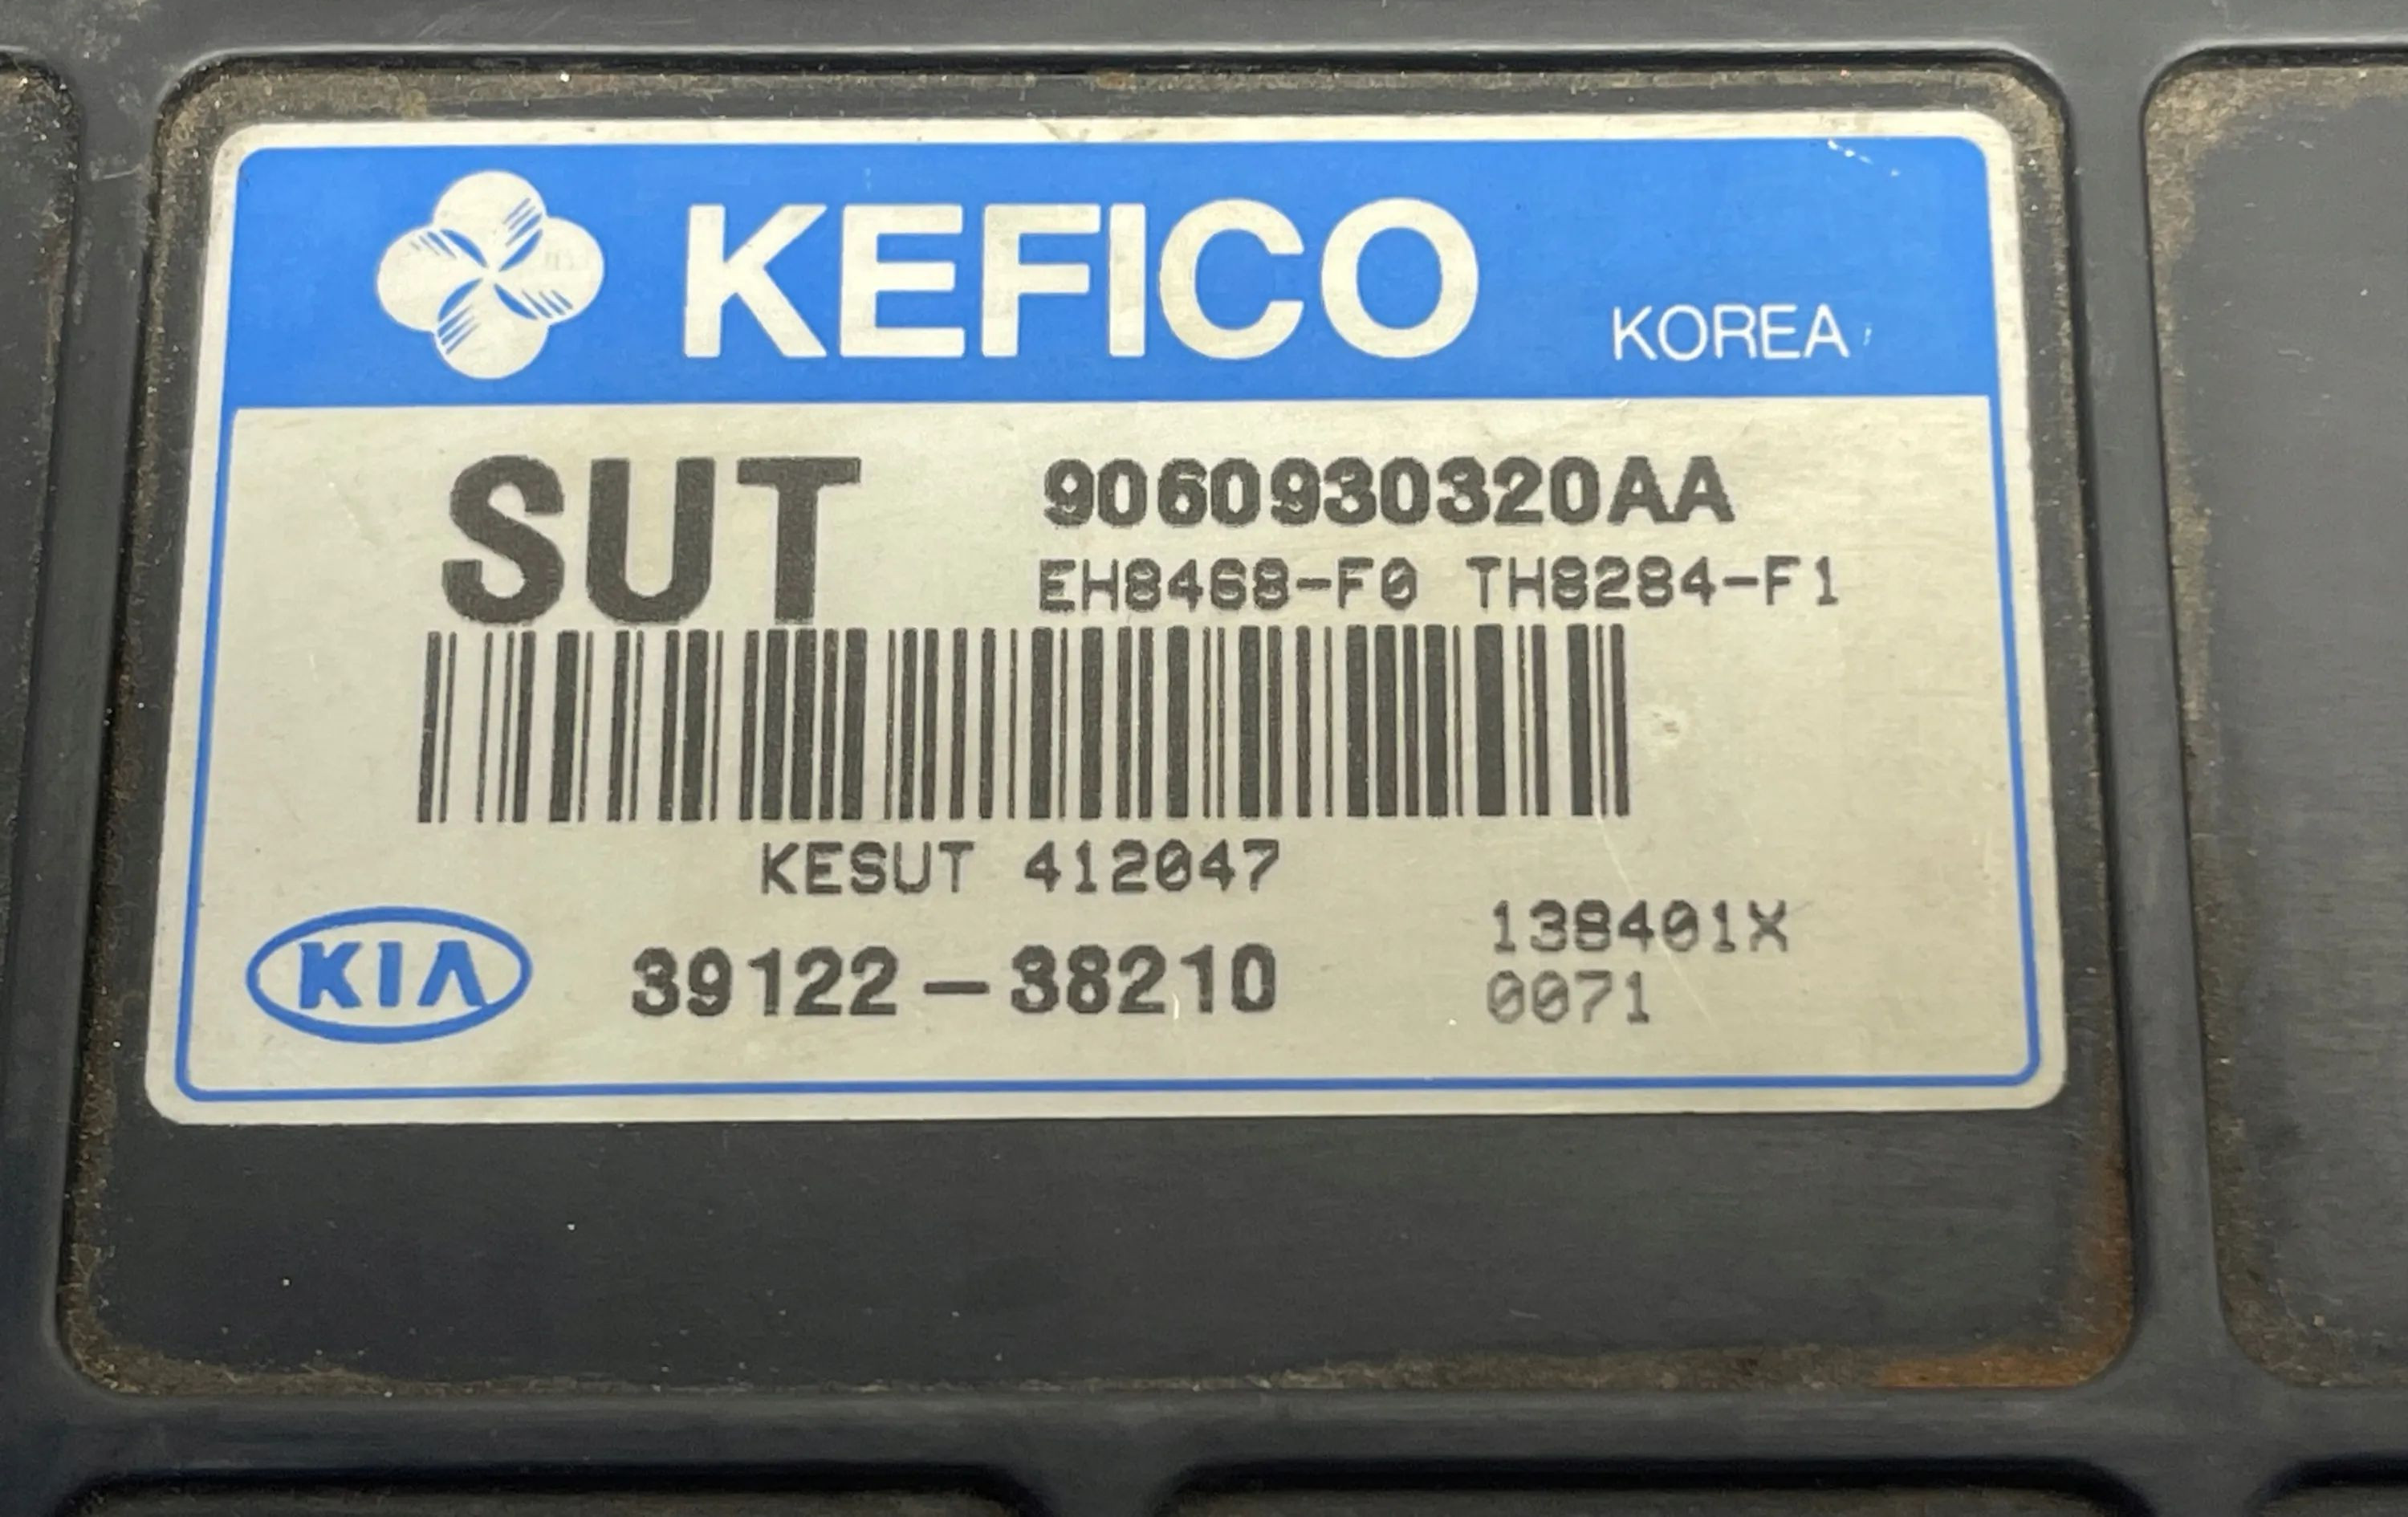 KEFICO KOREA
SUT
9060930320AA
EH8468-F0 TH8284-F1
KESUT 412047
138401X
KIA 39122-38210
0071